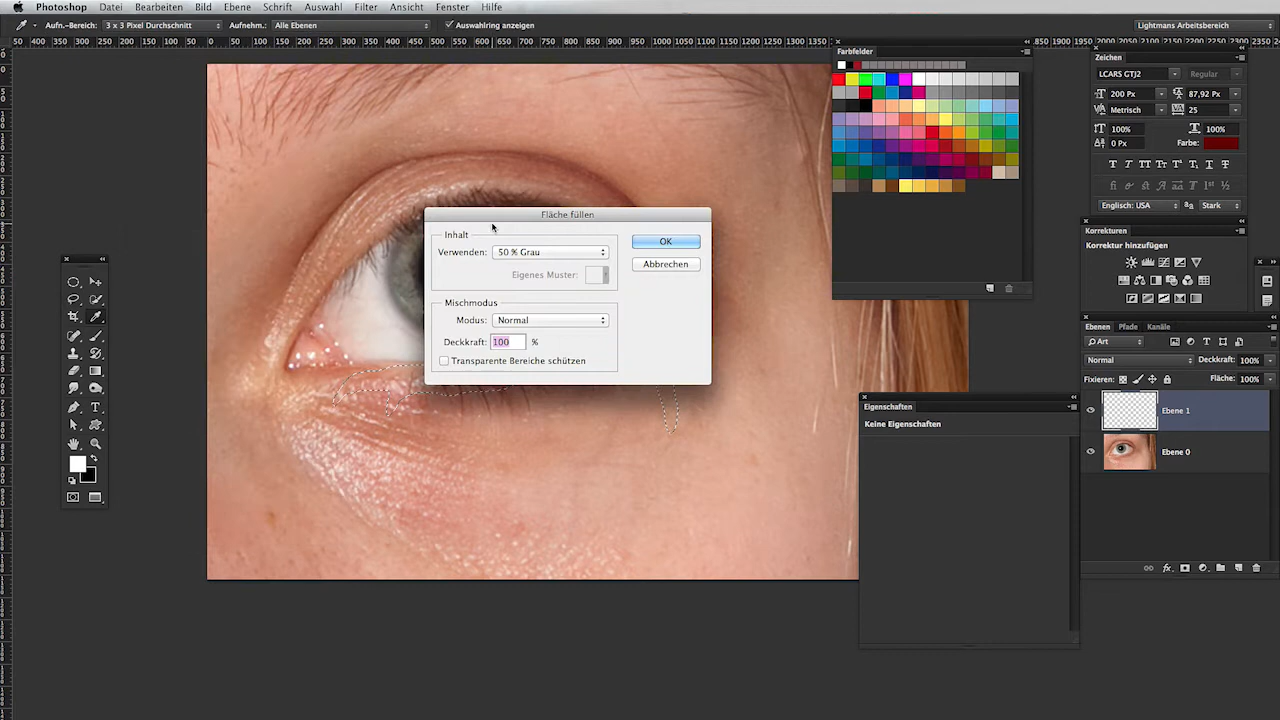 Photoshop Datei Bearbeiten Bild Ebene Schrift Auswahl Filter Ansicht Fenster Hilfe
Aufn.-Bereich: 3 x 3 Pixel Durchschnitt Aufnehm.: Alle Ebenen Auswahlring anzeigen Lightmans Arbeitsbereich
Farbfelder
Zeichen
LCARS GTJ2 Regular
200 Px 87,92 Px
Metrisch 25
100% 100%
0 Px Farbe:
Englisch: USA Stark
Korrekturen
Korrektur hinzufügen
Fläche füllen
Inhalt
Verwenden: 50 % Grau
Eigenes Muster:
OK
Abbrechen
Mischmodus
Modus: Normal
Deckkraft: 100 %
Transparente Bereiche schützen
Ebenen Pfade Kanäle
Art
Normal Deckkraft: 100%
Fixieren: Fläche: 100%
Ebene 1
Ebene 0
Eigenschaften
Keine Eigenschaften